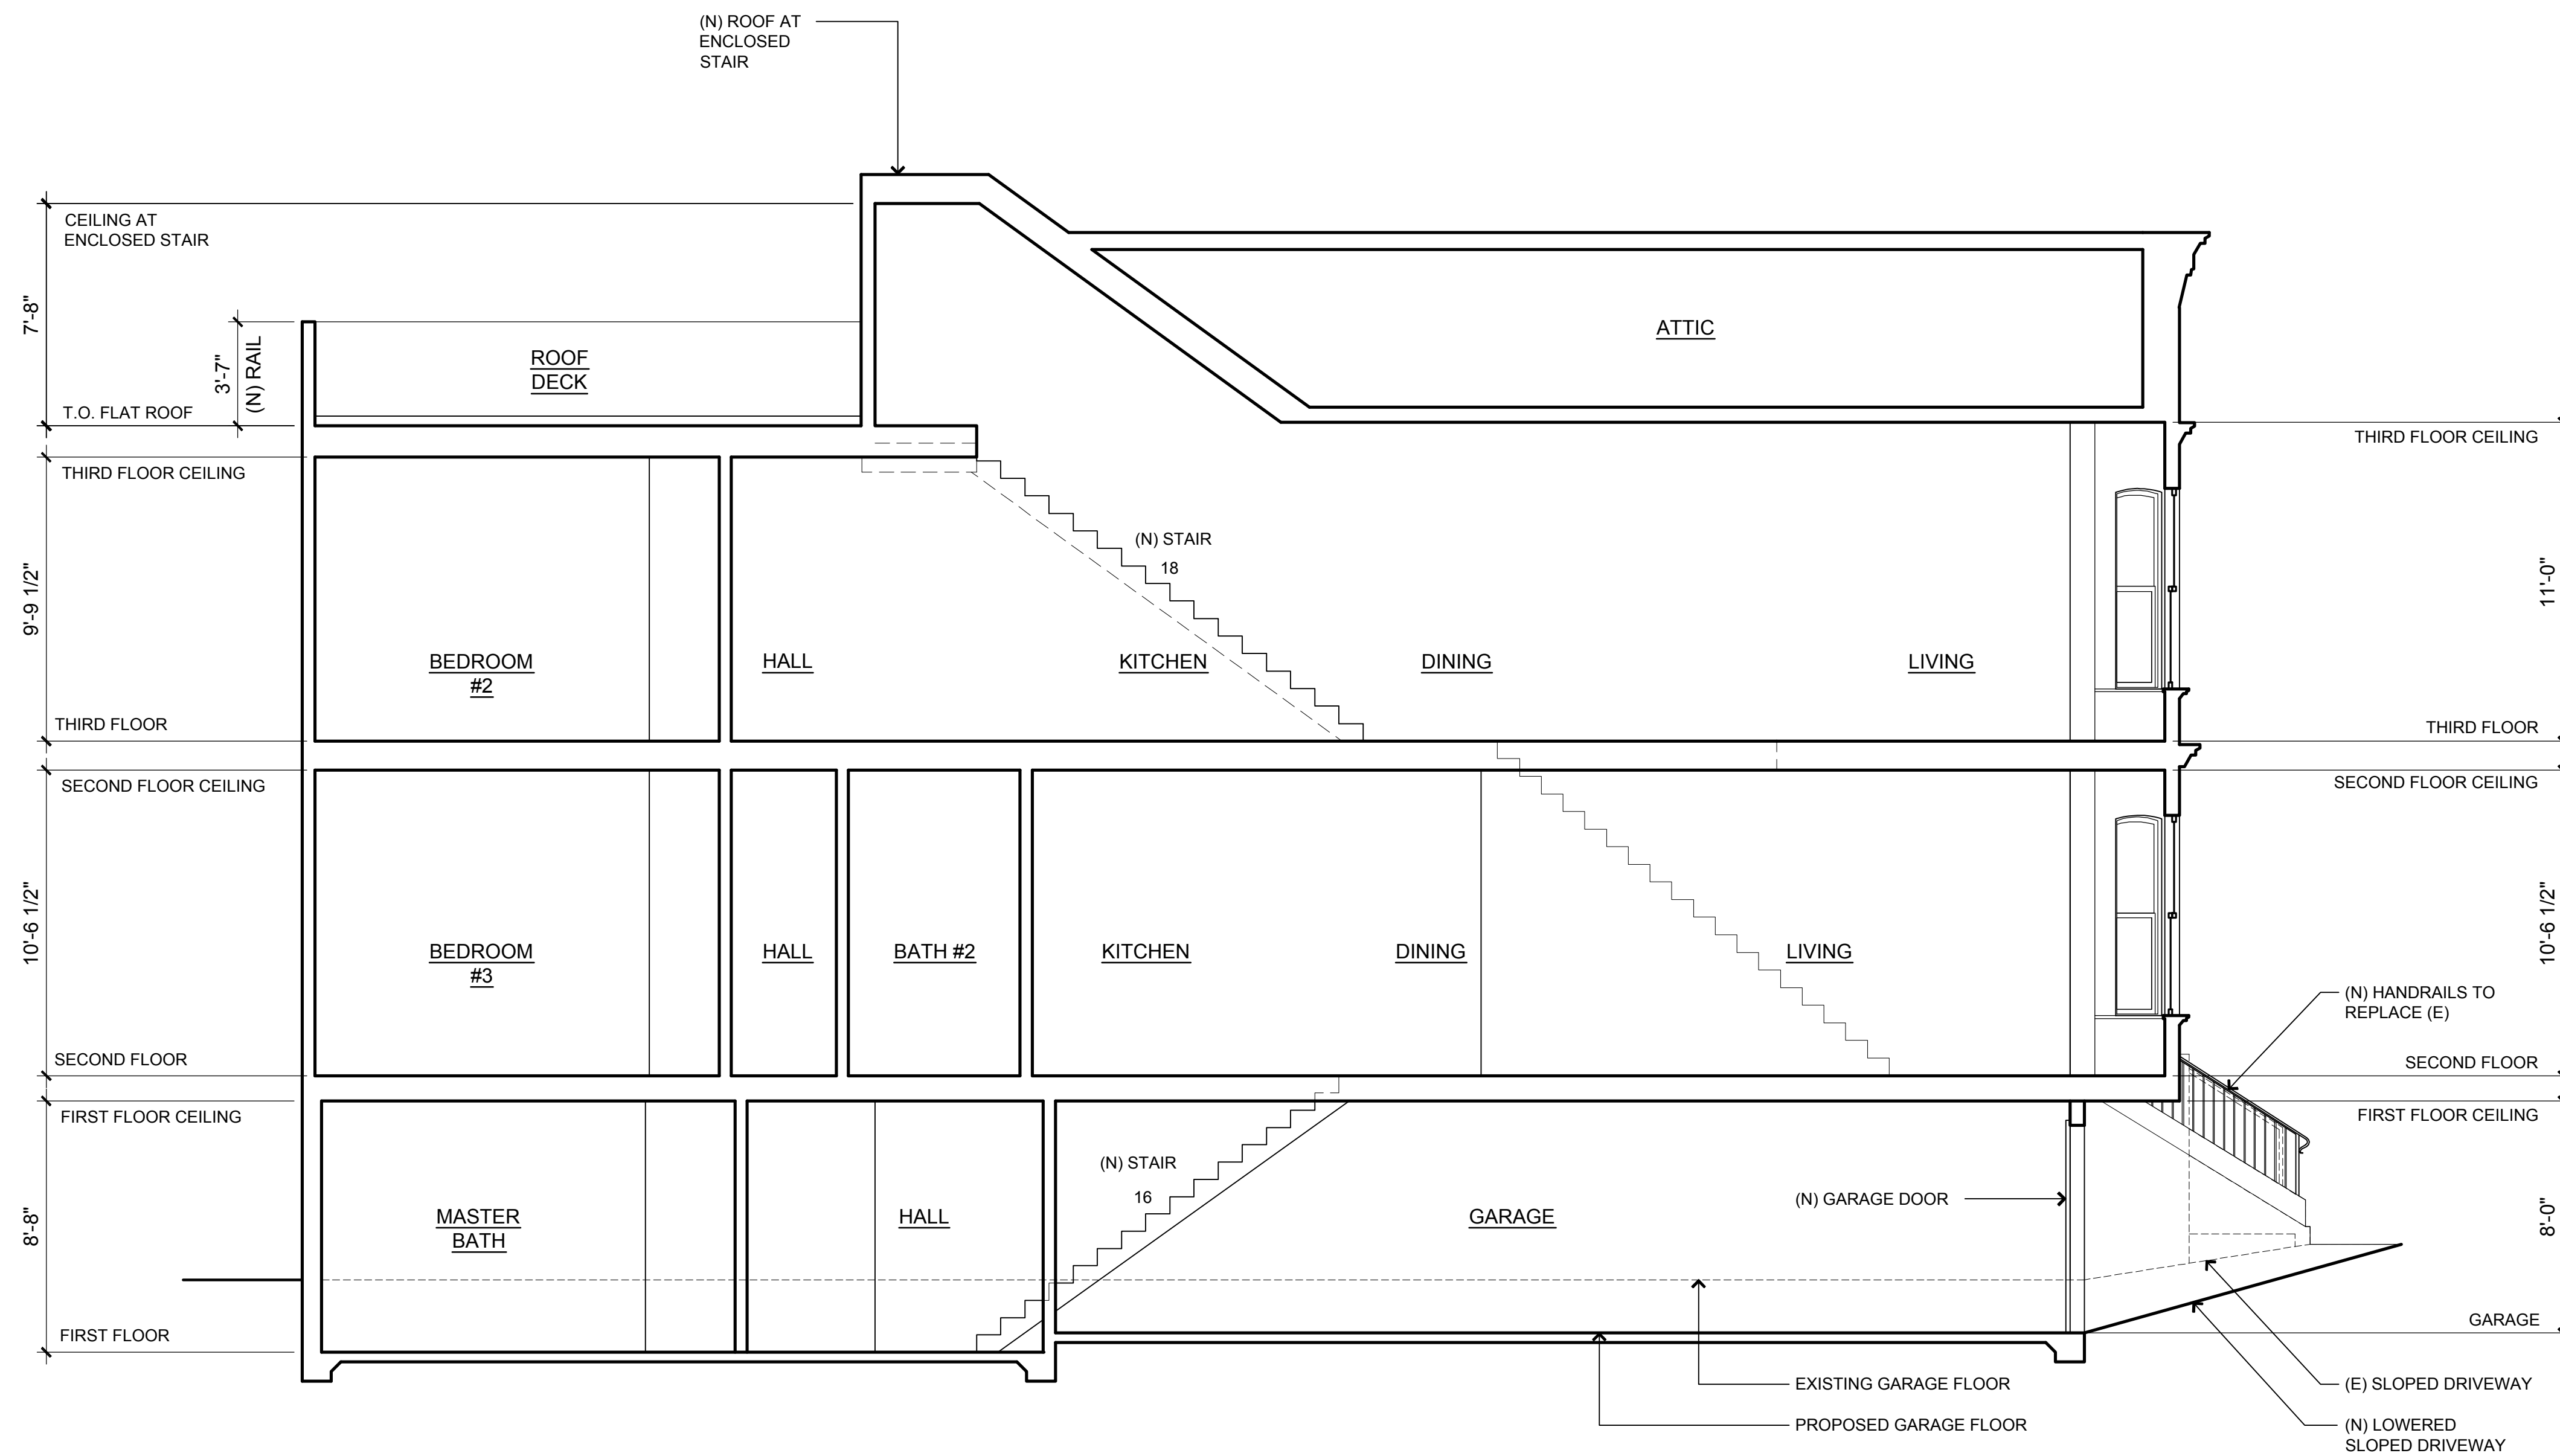 (N) ROOF AT
ENCLOSED
STAIR
CEILING AT
ENCLOSED STAIR
7'-8"
3'-7"
(N) RAIL
ROOF
DECK
ATTIC
T.O. FLAT ROOF
THIRD FLOOR CEILING
THIRD FLOOR CEILING
(N) STAIR
18
9'-9 1/2"
11'-0"
BEDROOM
#2
HALL
KITCHEN
DINING
LIVING
THIRD FLOOR
THIRD FLOOR
SECOND FLOOR CEILING
SECOND FLOOR CEILING
10'-6 1/2"
10'-6 1/2"
BEDROOM
#3
HALL
BATH #2
KITCHEN
DINING
LIVING
(N) HANDRAILS TO
REPLACE (E)
SECOND FLOOR
SECOND FLOOR
FIRST FLOOR CEILING
FIRST FLOOR CEILING
(N) STAIR
16
(N) GARAGE DOOR
8'-8"
8'-0"
MASTER
BATH
HALL
GARAGE
FIRST FLOOR
GARAGE
EXISTING GARAGE FLOOR
(E) SLOPED DRIVEWAY
PROPOSED GARAGE FLOOR
(N) LOWERED
SLOPED DRIVEWAY